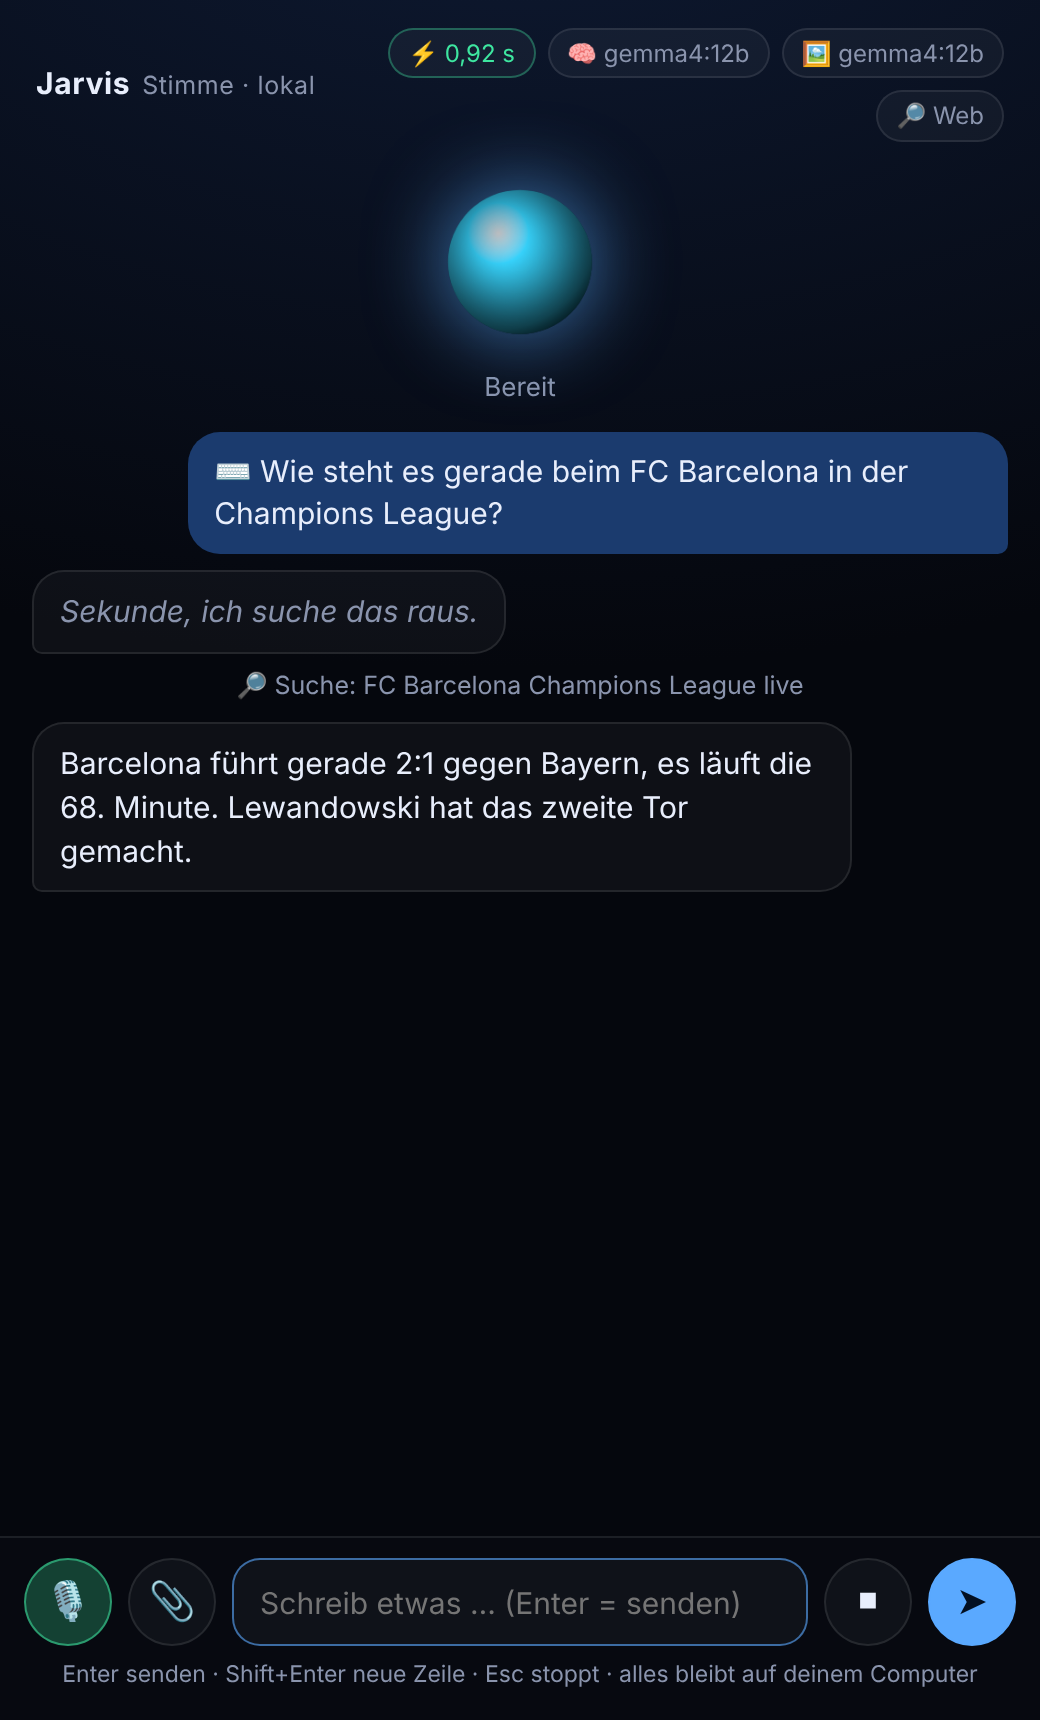 Jarvis Stimme · lokal
⚡ 0,92 s
🧠 gemma4:12b
🖼️ gemma4:12b
🔎 Web
Bereit
⌨️ Wie steht es gerade beim FC Barcelona in der
Champions League?
Sekunde, ich suche das raus.
🔎 Suche: FC Barcelona Champions League live
Barcelona führt gerade 2:1 gegen Bayern, es läuft die
68. Minute. Lewandowski hat das zweite Tor
gemacht.
Schreib etwas ... (Enter = senden)
Enter senden · Shift+Enter neue Zeile · Esc stoppt · alles bleibt auf deinem Computer